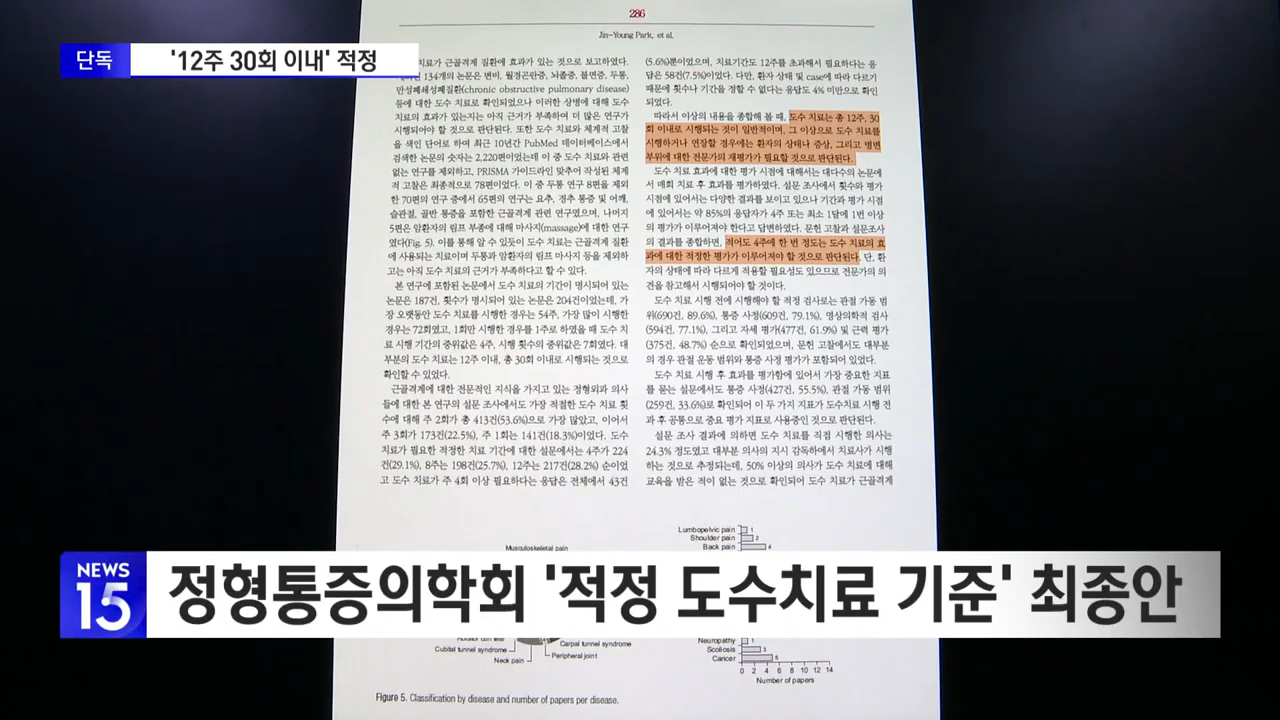 286
Jin-Young Park, et al.
단독
'12주 30회 이내' 적정
치료가 근골격계 질환에 효과가 있는 것으로 보고하였다.
134개의 논문은 변비, 월경곤란증, 뇌졸중, 불면증, 두통,
만성폐쇄성폐질환(chronic obstructive pulmonary disease)
등에 대한 도수 치료로 확인되었으나 이러한 상병에 대해 도수
치료의 효과가 있는지는 아직 근거가 부족하여 더 많은 연구가
시행되어야 할 것으로 판단된다. 또한 도수 치료와 체계적 고찰
을 색인 단어로 하여 최근 10년간 PubMed 데이터베이스에서
검색한 논문의 숫자는 2,220편이었는데 이 중 도수 치료와 관련
없는 연구를 제외하고, PRISMA 가이드라인 맞추어 작성된 체계
적 고찰은 최종적으로 78편이었다. 이 중 두통 연구 8편을 제외
한 70편의 연구 중에서 65편의 연구는 요추, 경추 통증 및 어깨,
슬관절, 골반 통증을 포함한 근골격계 관련 연구였으며, 나머지
5편은 암환자의 림프 부종에 대해 마사지(massage)에 대한 연구
였다(Fig. 5). 이를 통해 알 수 있듯이 도수 치료는 근골격계 질환
에 사용되는 치료이며 두통과 암환자의 림프 마사지 등을 제외하
고는 아직 도수 치료의 근거가 부족하다고 할 수 있다.
본 연구에 포함된 논문에서 도수 치료의 기간이 명시되어 있는
논문은 187건, 횟수가 명시되어 있는 논문은 204건이었는데, 가
장 오랫동안 도수 치료를 시행한 경우는 54주, 가장 많이 시행한
경우는 72회였고, 1회만 시행한 경우를 1주로 하였을 때 도수 치
료 시행 기간의 중위값은 4주, 시행 횟수의 중위값은 7회였다. 대
부분의 도수 치료는 12주 이내, 총 30회 이내로 시행되는 것으로
확인할 수 있었다.
근골격계에 대한 전문적인 지식을 가지고 있는 정형외과 의사
들에 대한 본 연구의 설문 조사에서도 가장 적절한 도수 치료 횟
수에 대해 주 2회가 총 413건(53.6%)으로 가장 많았고, 이어서
주 3회가 173건(22.5%), 주 1회는 141건(18.3%)이었다. 도수
치료가 필요한 적정한 치료 기간에 대한 설문에서는 4주가 224
건(29.1%), 8주는 198건(25.7%), 12주는 217건(28.2%) 순이었
고 도수 치료가 주 4회 이상 필요하다는 응답은 전체에서 43건
(5.6%)뿐이었으며, 치료기간도 12주를 초과해서 필요하다는 응
답은 58건(7.5%)이었다. 다만, 환자 상태 및 case에 따라 다르기
때문에 횟수나 기간을 정할 수 없다는 응답도 4% 미만으로 확인
되었다.
따라서 이상의 내용을 종합해 볼 때, 도수 치료는 총 12주, 30
회 이내로 시행되는 것이 일반적이며, 그 이상으로 도수 치료를
시행하거나 연장할 경우에는 환자의 상태나 증상, 그리고 병변
부위에 대한 전문가의 재평가가 필요할 것으로 판단된다.
도수 치료 효과에 대한 평가 시점에 대해서는 대다수의 논문에
서 매회 치료 후 효과를 평가하였다. 설문 조사에서 횟수와 평가
시점에 있어서는 다양한 결과를 보이고 있으나 기간과 평가 시점
에 있어서는 약 85%의 응답자가 4주 또는 최소 1달에 1번 이상
의 평가가 이루어져야 한다고 답변하였다. 문헌 고찰과 설문조사
의 결과를 종합하면, 적어도 4주에 한 번 정도는 도수 치료의 효
과에 대한 적정한 평가가 이루어져야 할 것으로 판단된다. 단, 환
자의 상태에 따라 다르게 적용할 필요성도 있으므로 전문가의 의
견을 참고해서 시행되어야 할 것이다.
도수 치료 시행 전에 시행해야 할 적정 검사로는 관절 가동 범
위(690건, 89.6%), 통증 사정(609건, 79.1%), 영상의학적 검사
(594건, 77.1%), 그리고 자세 평가(477건, 61.9%) 및 근력 평가
(375건, 48.7%) 순으로 확인되었으며, 문헌 고찰에서도 대부분
의 경우 관절 운동 범위와 통증 사정 평가가 포함되어 있었다.
도수 치료 시행 후 효과를 평가함에 있어서 가장 중요한 지표
를 묻는 설문에서도 통증 사정(427건, 55.5%), 관절 가동 범위
(259건, 33.6%)로 확인되어 이 두 가지 지표가 도수치료 시행 전
과 후 공통으로 중요 평가 지표로 사용중인 것으로 판단된다.
설문 조사 결과에 의하면 도수 치료를 직접 시행한 의사는
24.3% 정도였고 대부분 의사의 지시 감독하에서 치료사가 시행
하는 것으로 추정되는데, 50% 이상의 의사가 도수 치료에 대해
교육을 받은 적이 없는 것으로 확인되어 도수 치료가 근골격계
Musculoskeletal pain
Lumbopelvic pain 1
Shoulder pain 2
Back pain 4
NEWS 15
정형통증의학회 '적정 도수치료 기준' 최종안
Cubital tunnel syndrome
Neck pain
Carpal tunnel syndrome
Peripheral joint
Neuropathy 1
Scoliosis 3
Cancer 5
0 2 4 6 8 10 12 14
Number of papers
Figure 5. Classification by disease and number of papers per disease.